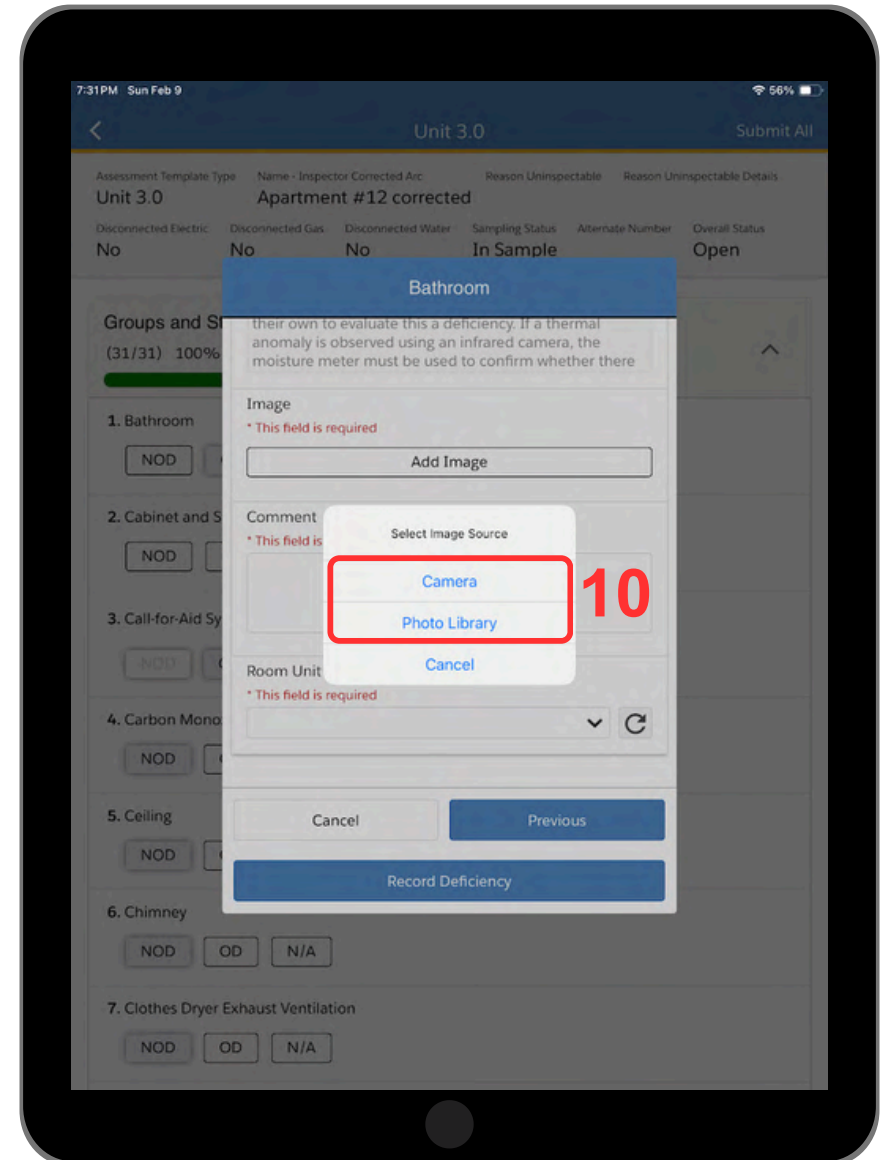 7:31PM Sun Feb 9 56%
Unit 3.0 Submit All
Assessment Template Type Name - Inspector Corrected Arc Reason Uninspectable Reason Uninspectable Details
Unit 3.0 Apartment #12 corrected
Disconnected Electric Disconnected Gas Disconnected Water Sampling Status Alternate Number Overall Status
No No No In Sample Open
Bathroom
Groups and S
(31/31) 100%
their own to evaluate this a deficiency. If a thermal
anomaly is observed using an infrared camera, the
moisture meter must be used to confirm whether there
Image
* This field is required
Add Image
Comment
* This field is
Select Image Source
Camera
Photo Library
Cancel
10
Room Unit
* This field is required
Cancel Previous
Record Deficiency
1. Bathroom
NOD
2. Cabinet and S
NOD
3. Call-for-Aid Sy
NOD
4. Carbon Mono
NOD
5. Ceiling
NOD
6. Chimney
NOD OD N/A
7. Clothes Dryer Exhaust Ventilation
NOD OD N/A